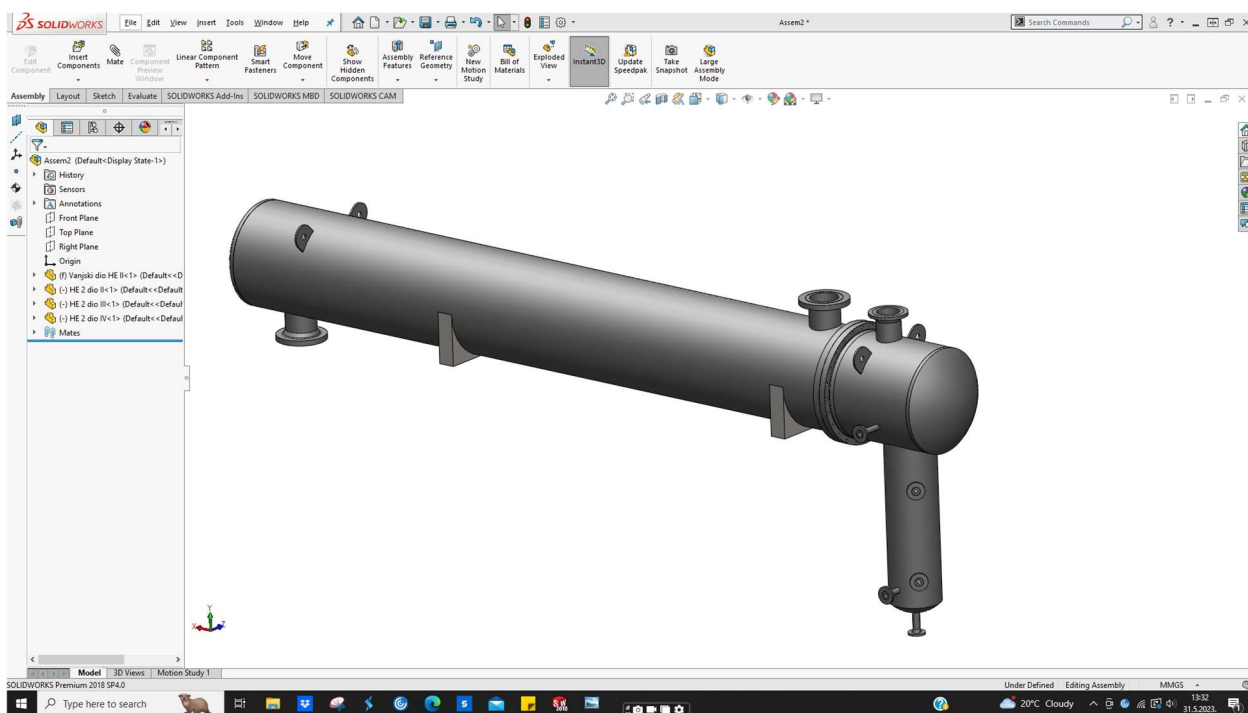 SOLIDWORKS File Edit View Insert Tools Window Help Assem2 * Search Commands
Edit Component
Insert Components
Mate
Component Preview Window
Linear Component Pattern
Smart Fasteners
Move Component
Show Hidden Components
Assembly Features
Reference Geometry
New Motion Study
Bill of Materials
Exploded View
Instant3D
Update Speedpak
Take Snapshot
Large Assembly Mode
Assembly Layout Sketch Evaluate SOLIDWORKS Add-Ins SOLIDWORKS MBD SOLIDWORKS CAM
Assem2 (Default<Display State-1>)
History
Sensors
Annotations
Front Plane
Top Plane
Right Plane
Origin
(f) Vanjski dio HE II<1> (Default<<D
(-) HE 2 dio II<1> (Default<<Default
(-) HE 2 dio III<1> (Default<<Defaul
(-) HE 2 dio IV<1> (Default<<Defaul
Mates
Y
X
Z
Model 3D Views Motion Study 1
SOLIDWORKS Premium 2018 SP4.0 Under Defined Editing Assembly MMGS
Type here to search 20°C Cloudy 13:32
31.5.2023.